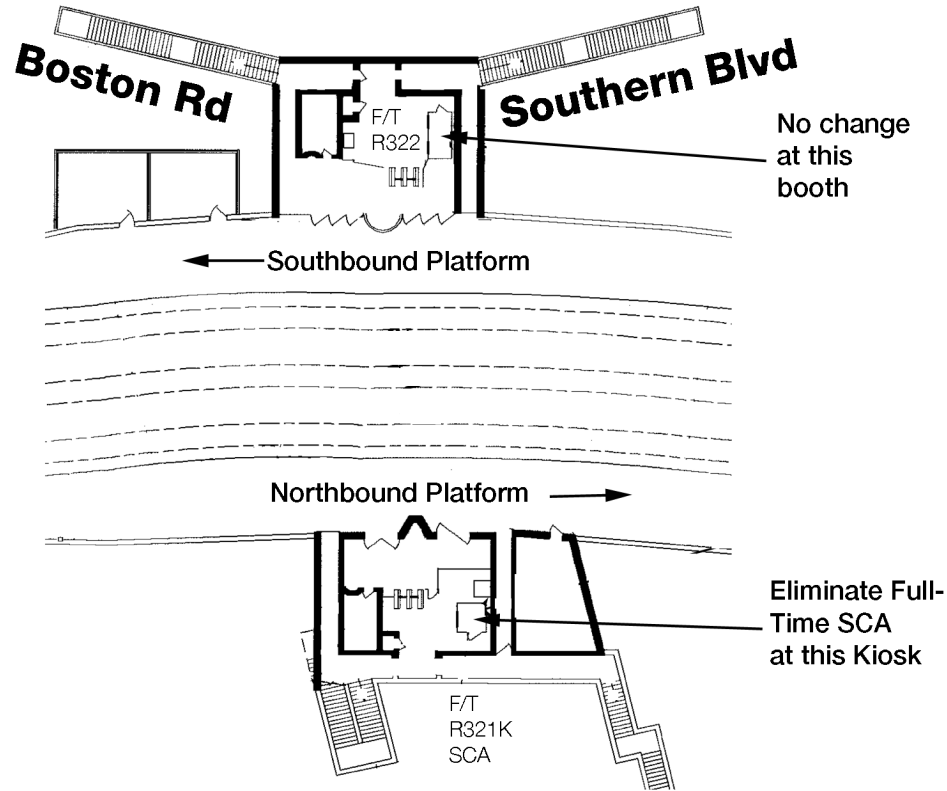 Boston Rd
Southern Blvd
F/T
R322
No change
at this
booth
Southbound Platform
Northbound Platform
Eliminate Full-
Time SCA
at this Kiosk
F/T
R321K
SCA